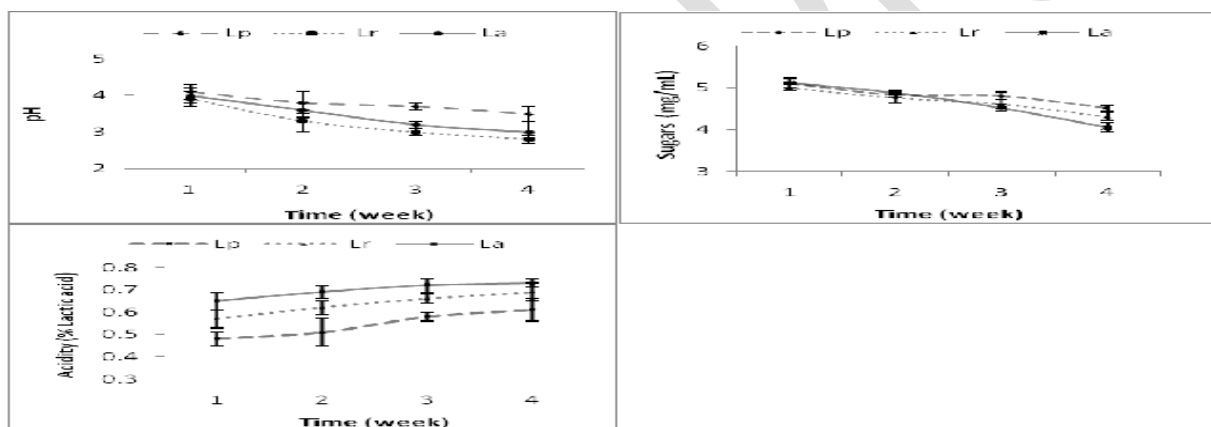 Lp Lr La
5
4
3
2
pH
1 2 3 4
Time (week)
Lp Lr La
6
5
4
3
Sugars (mg/mL)
1 2 3 4
Time (week)
Lp Lr La
0.8
0.7
0.6
0.5
0.4
0.3
Acidity (% Lactic acid)
1 2 3 4
Time (week)